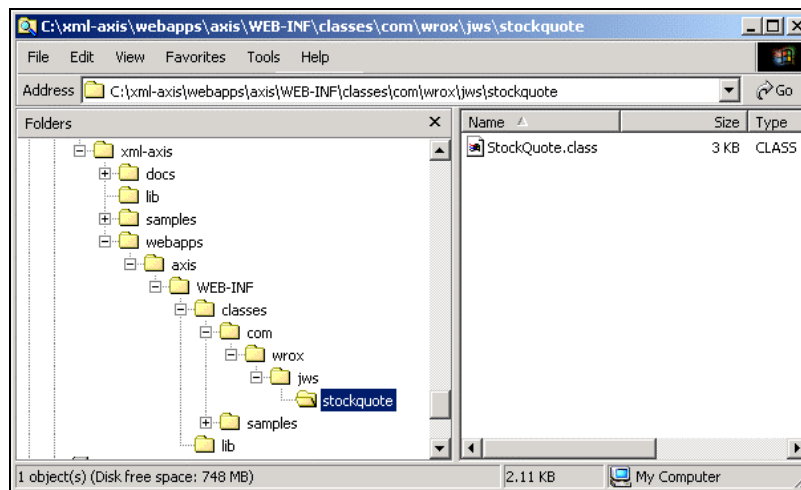 C:\xml-axis\webapps\axis\WEB-INF\classes\com\wrox\jws\stockquote
File Edit View Favorites Tools Help
Address C:\xml-axis\webapps\axis\WEB-INF\classes\com\wrox\jws\stockquote Go
Folders
Name Size Type
StockQuote.class 3 KB CLASS
xml-axis
docs
lib
samples
webapps
axis
WEB-INF
classes
com
wrox
jws
stockquote
samples
lib
1 object(s) (Disk free space: 748 MB) 2.11 KB My Computer